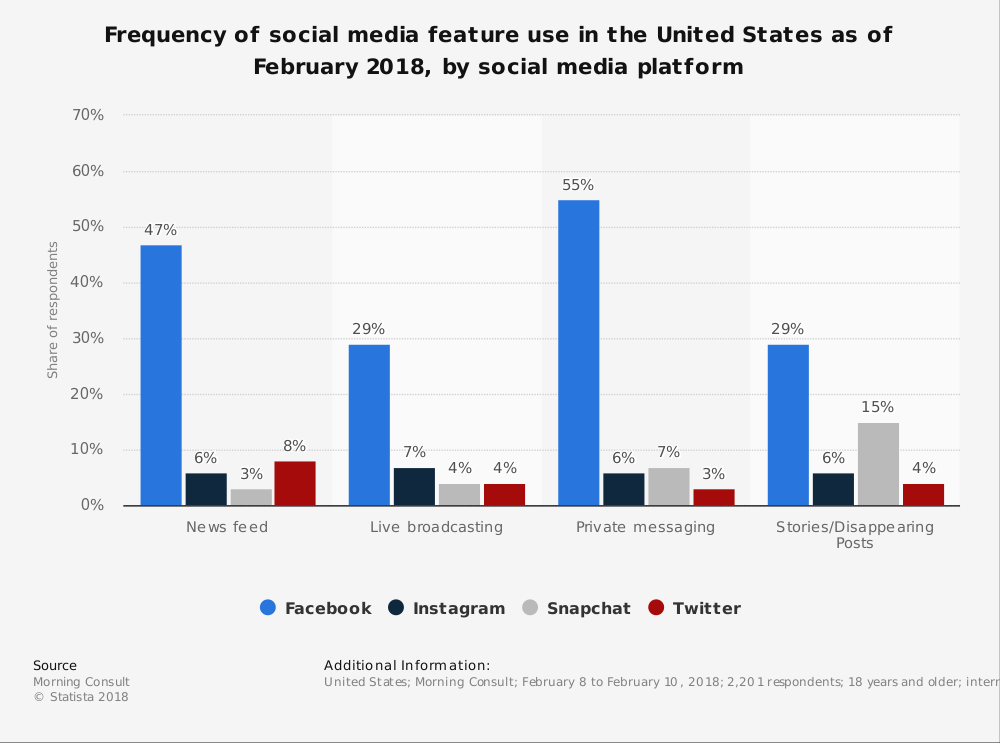 Frequency of social media feature use in the United States as of
February 2018, by social media platform
70%
60%
50%
40%
30%
20%
10%
0%
Share of respondents
47%
6%
3%
8%
29%
7%
4%
4%
55%
6%
7%
3%
29%
6%
15%
4%
News feed
Live broadcasting
Private messaging
Stories/Disappearing
Posts
Facebook
Instagram
Snapchat
Twitter
Source
Morning Consult
© Statista 2018
Additional Information:
United States; Morning Consult; February 8 to February 10, 2018; 2,201 respondents; 18 years and older;